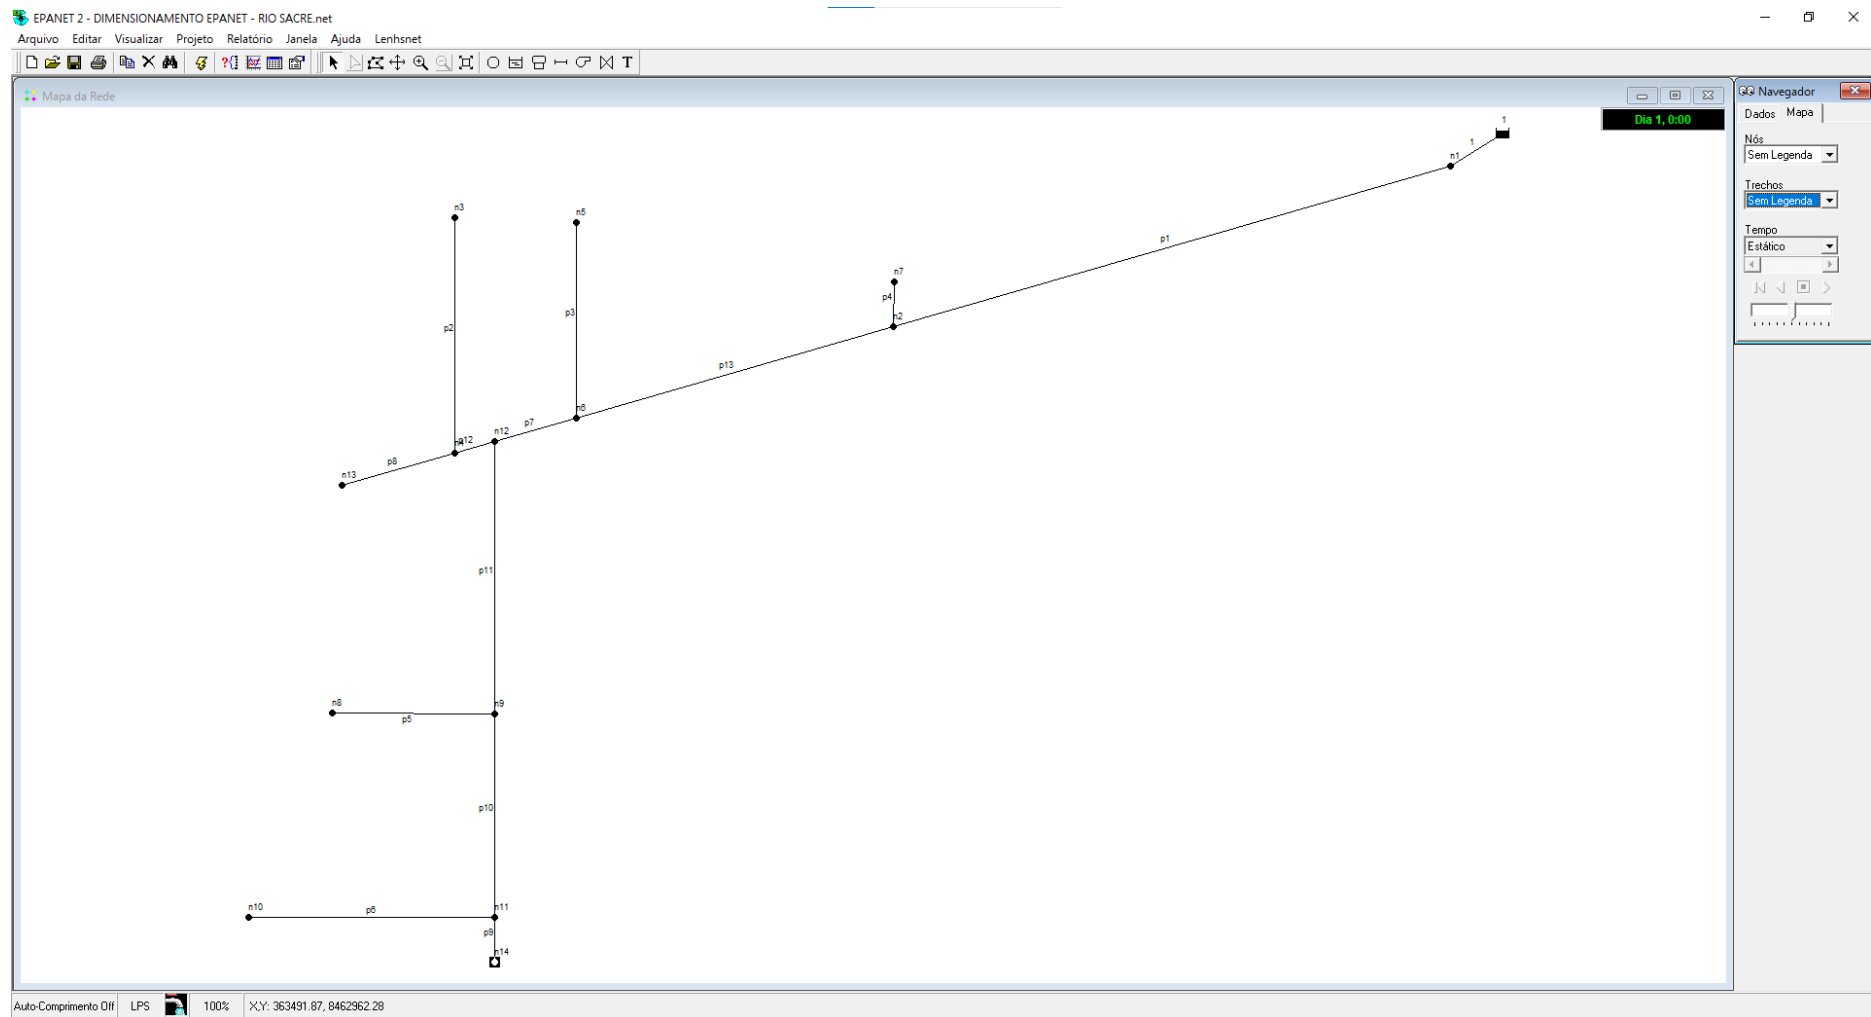 EPANET 2 - DIMENSIONAMENTO EPANET - RIO SACRE.net
Arquivo Editar Visualizar Projeto Relatório Janela Ajuda Lenhsnet
T
Mapa da Rede
Navegador
Dados Mapa
Nós
Sem Legenda
Trechos
Sem Legenda
Tempo
Estático
Dia 1, 0:00
1
1
n1
n3
n5
p1
n7
p4
n2
p3
p2
p13
n6
p7
n12
p12
n4
p8
n13
p11
n8
n9
p5
p10
n10
n11
p6
p9
n14
Auto-Comprimento Off LPS 100% X,Y: 363491.87, 8462962.28